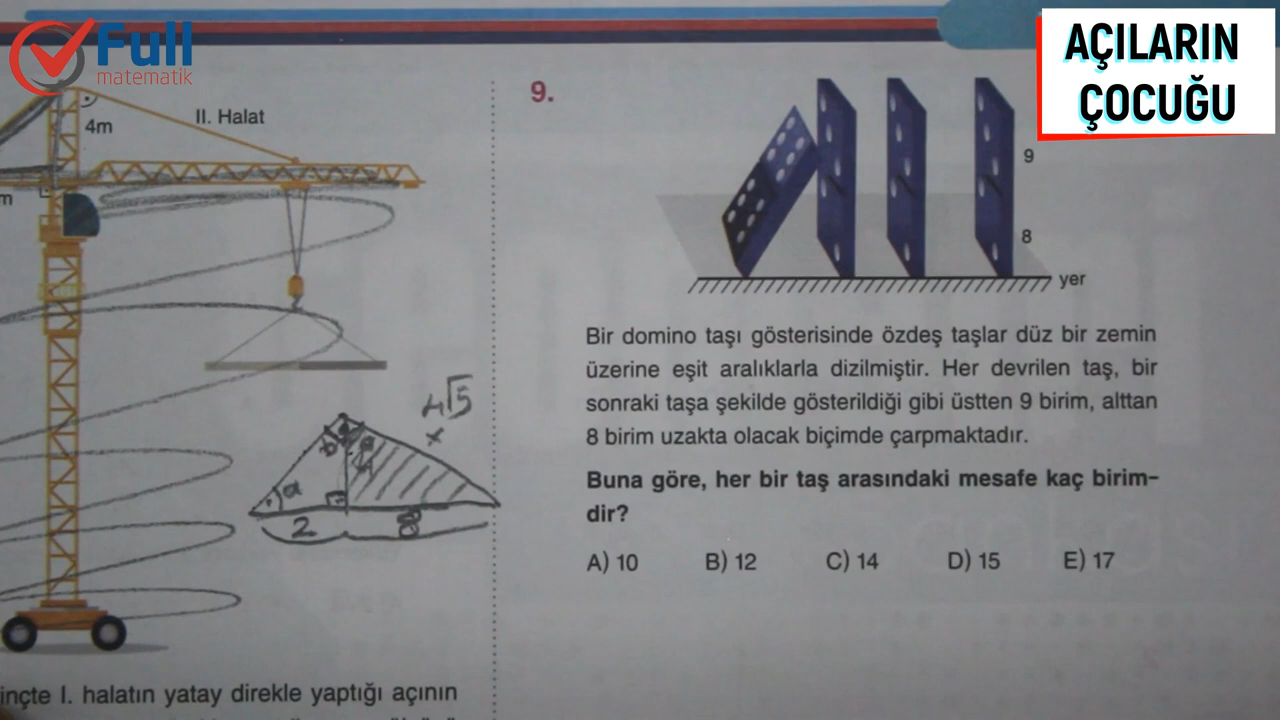 Full
matematik
AÇILARIN
ÇOCUĞU
4m
II. Halat
m
4√5
x
α
2
8
inçte I. halatın yatay direkle yaptığı açının
9.
9
8
yer
Bir domino taşı gösterisinde özdeş taşlar düz bir zemin
üzerine eşit aralıklarla dizilmiştir. Her devrilen taş, bir
sonraki taşa şekilde gösterildiği gibi üstten 9 birim, alttan
8 birim uzakta olacak biçimde çarpmaktadır.
Buna göre, her bir taş arasındaki mesafe kaç birim-
dir?
A) 10 B) 12 C) 14 D) 15 E) 17